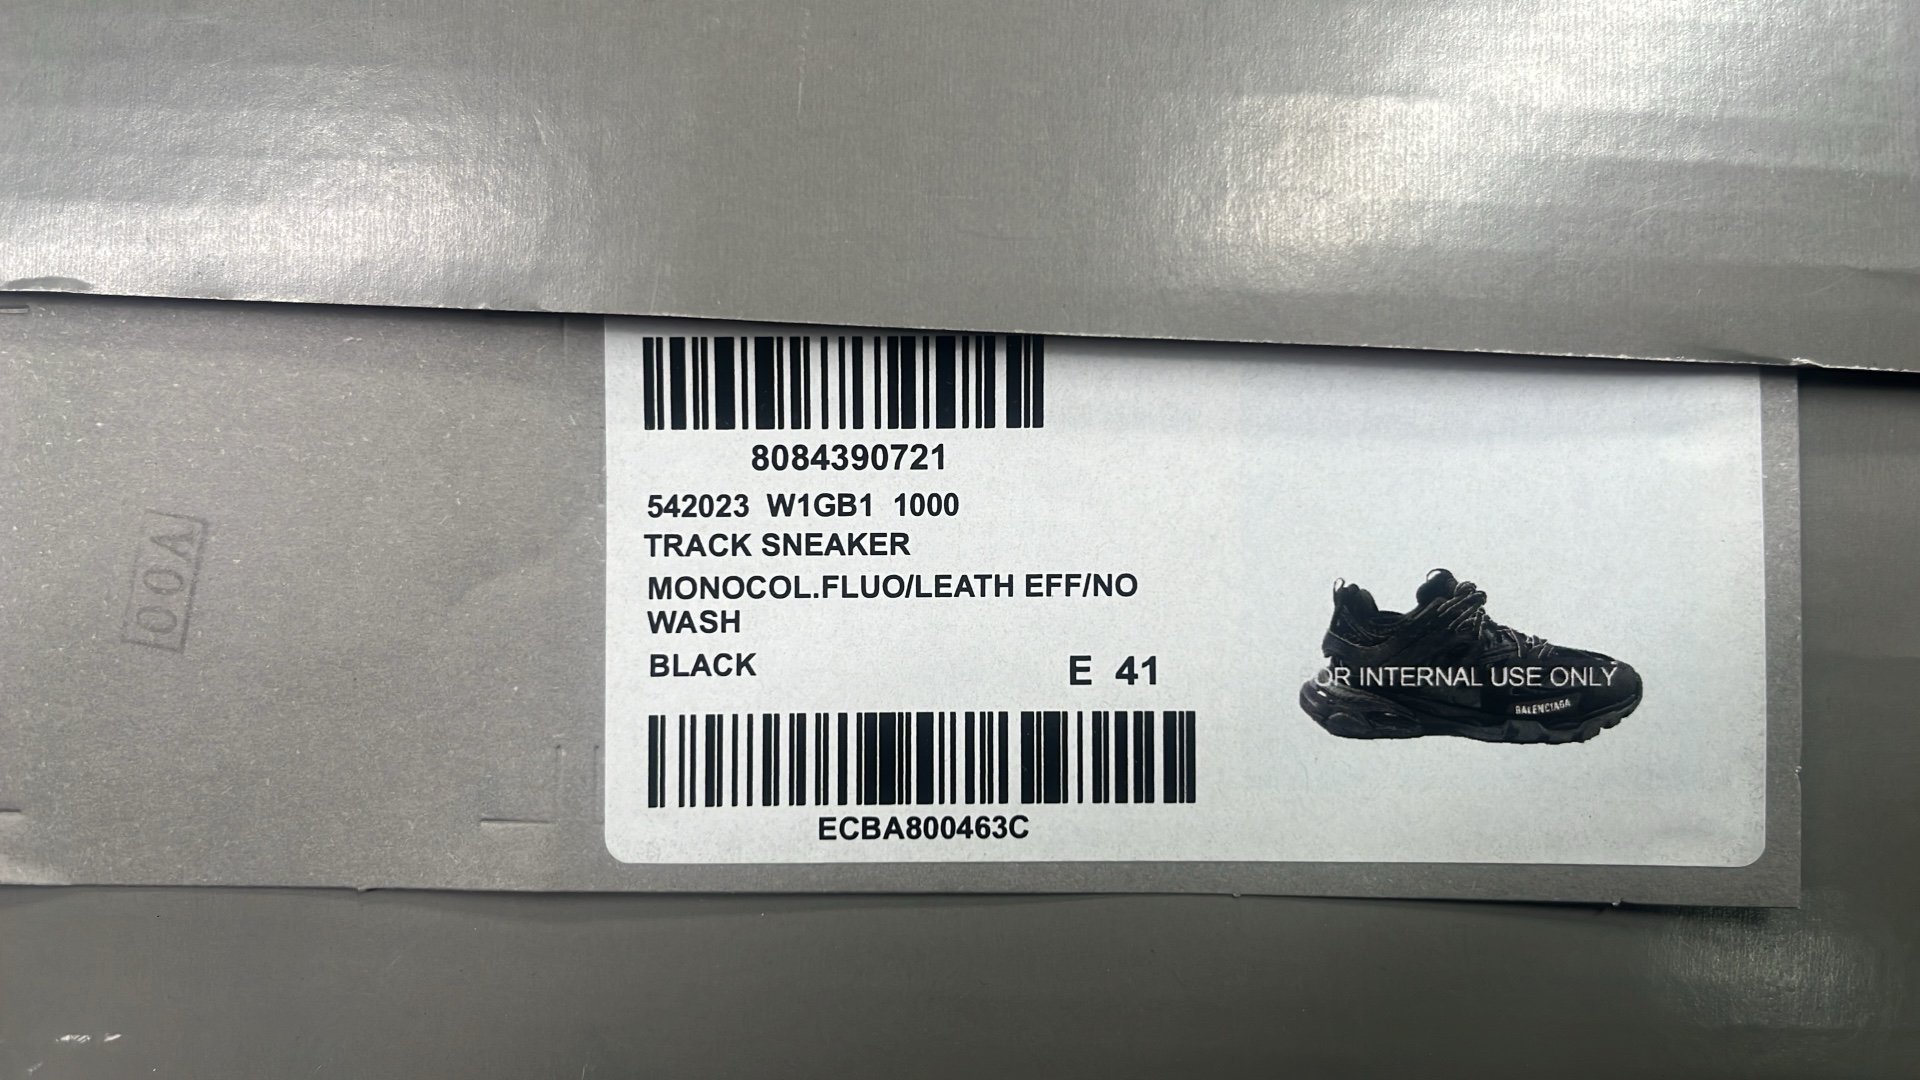 8084390721
542023 W1GB1 1000
TRACK SNEAKER
MONOCOL.FLUO/LEATH EFF/NO
WASH
BLACK
E 41
OR INTERNAL USE ONLY
BALENCIAGA
ECBA800463C